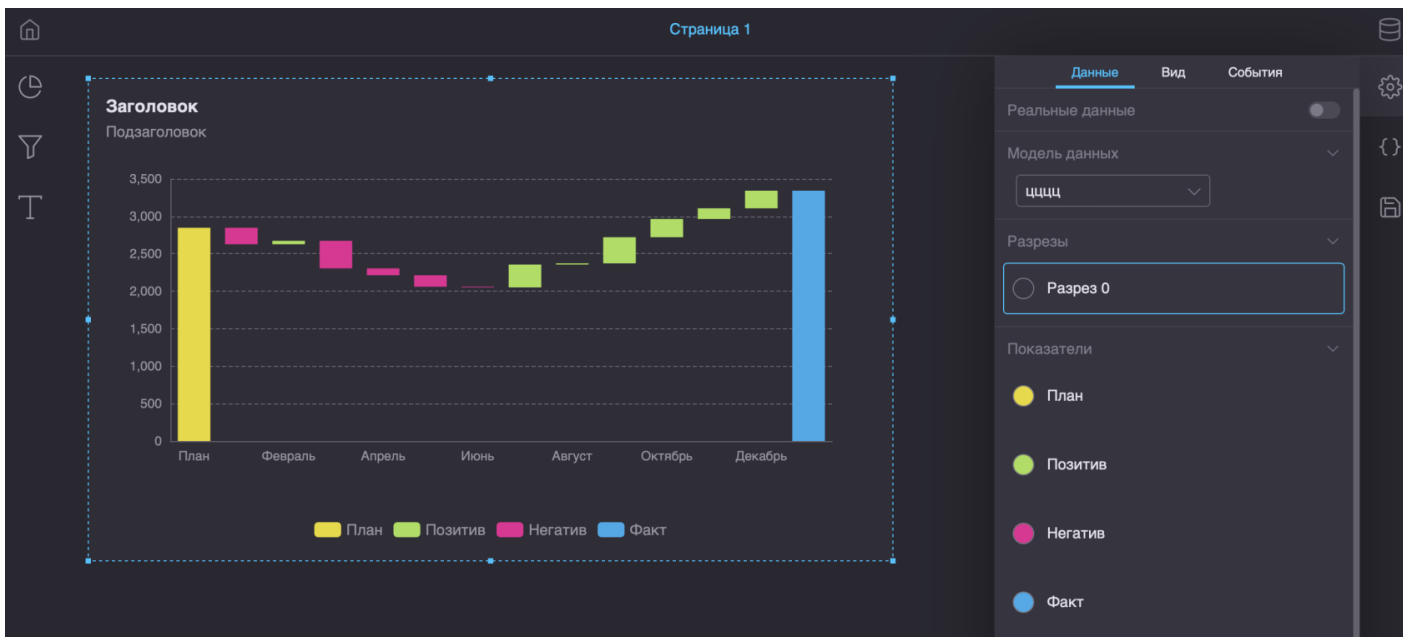 Страница 1
Заголовок
Подзаголовок
3,500
3,000
2,500
2,000
1,500
1,000
500
0
План Февраль Апрель Июнь Август Октябрь Декабрь
План Позитив Негатив Факт
Данные Вид События
Реальные данные
Модель данных
цццц
Разрезы
Разрез 0
Показатели
План
Позитив
Негатив
Факт